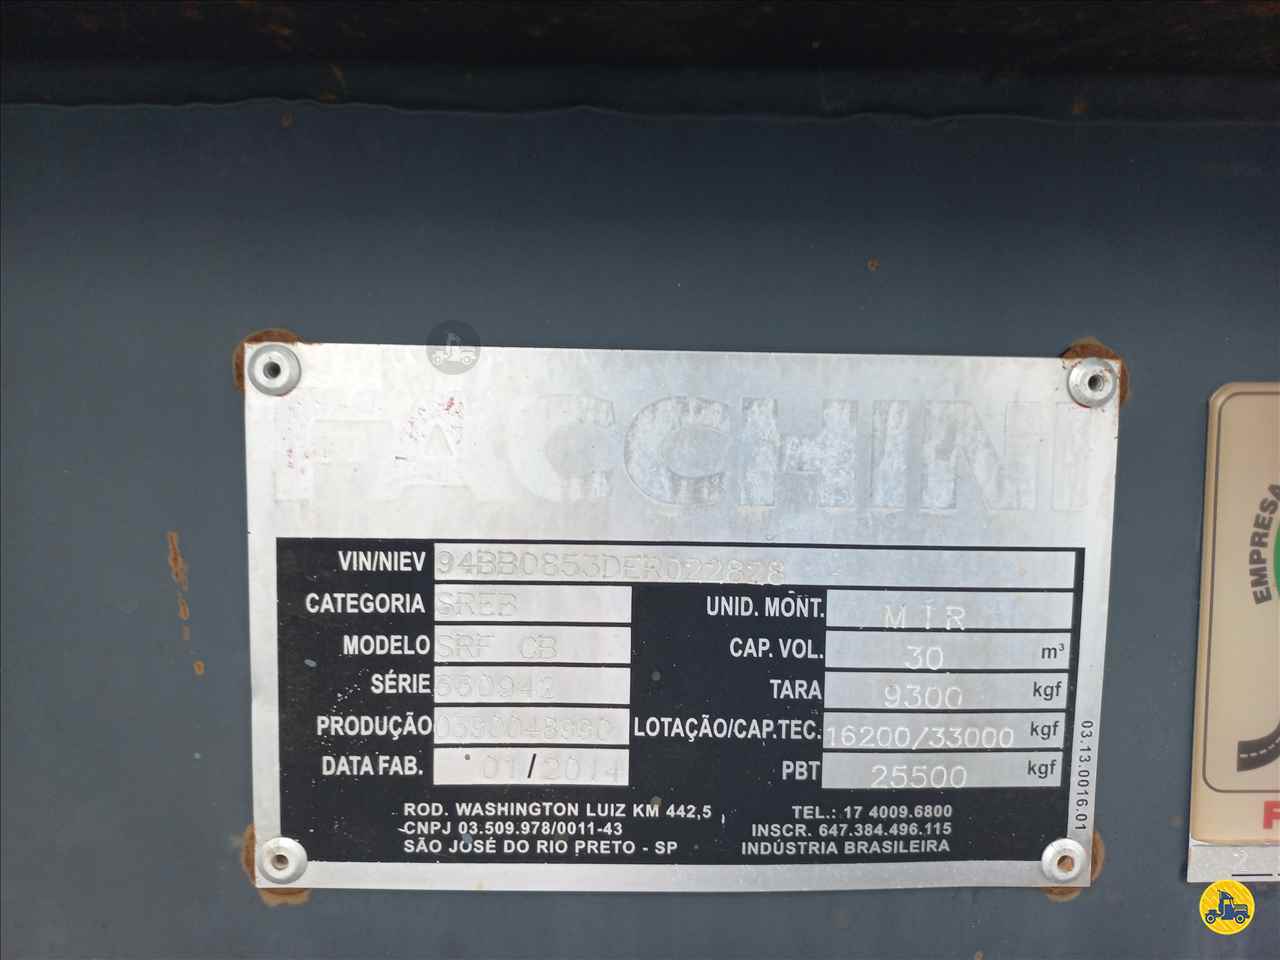 FACCHINI
VIN/NIEV 94BB0853DER022828
CATEGORIA SREB
MODELO SRF CB
SÉRIE
PRODUÇÃO
DATA FAB. 01/2014
UNID. MONT. MIR
CAP. VOL. 30 m³
TARA 9300 kgf
LOTAÇÃO/CAP.TEC. 16200/33000 kgf
PBT 25500 kgf
03.13.0016.01
ROD. WASHINGTON LUIZ KM 442,5
CNPJ 03.509.978/0011-43
SÃO JOSÉ DO RIO PRETO - SP
TEL.: 17 4009.6800
INSCR. 647.384.496.115
INDÚSTRIA BRASILEIRA
EMPRESA